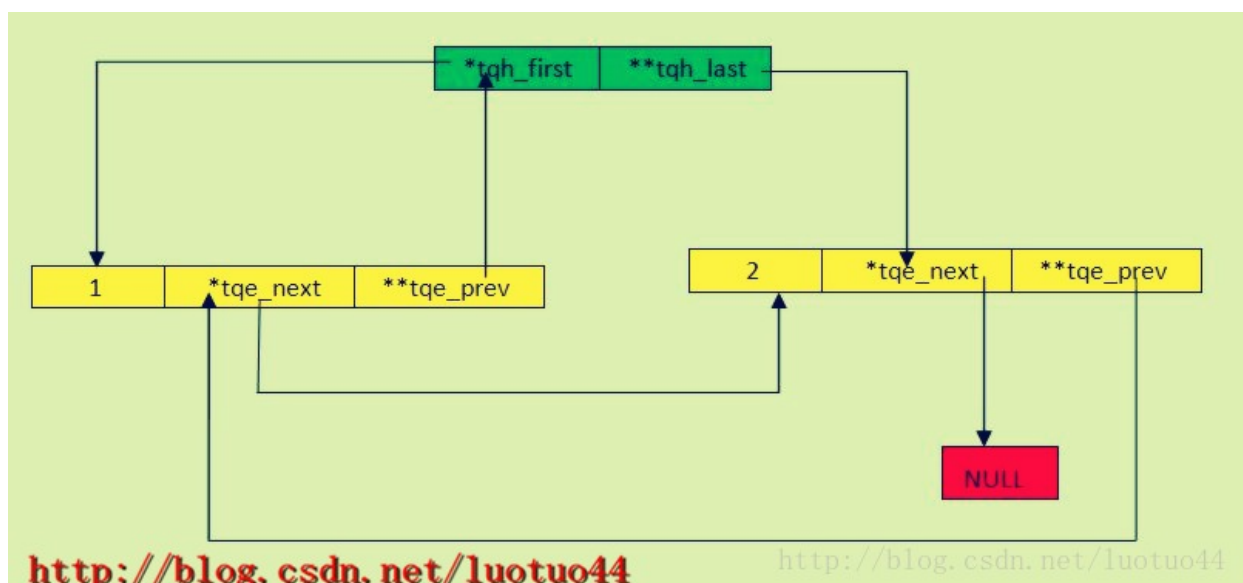 *tqh_first **tqh_last
1 *tqe_next **tqe_prev
2 *tqe_next **tqe_prev
NULL
http://blog.csdn.net/luotuo44
http://blog.csdn.net/luotuo44